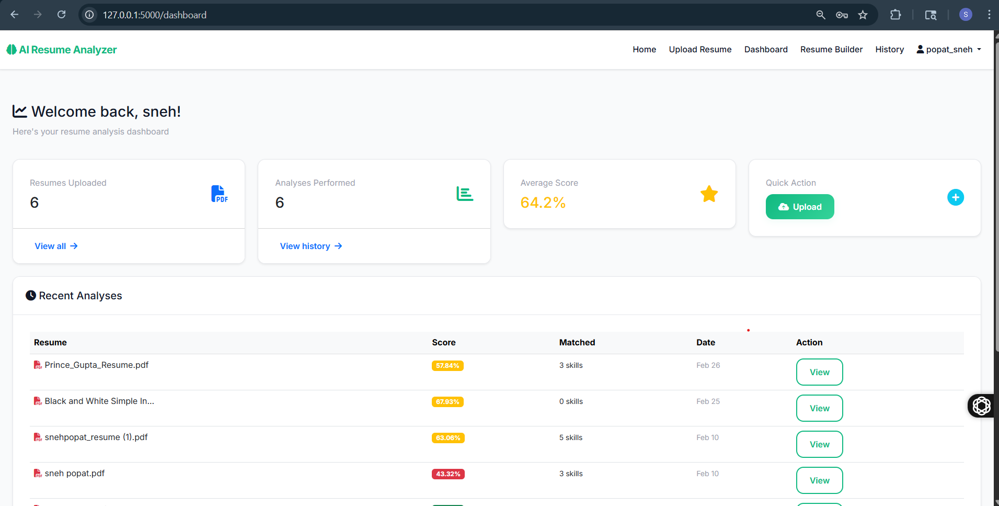 127.0.0.1:5000/dashboard
S
AI Resume Analyzer
Home Upload Resume Dashboard Resume Builder History popat_sneh
Welcome back, sneh!
Here's your resume analysis dashboard
Resumes Uploaded
6
PDF
View all
Analyses Performed
6
View history
Average Score
64.2%
Quick Action
Upload
Recent Analyses
Resume Score Matched Date Action
PDF Prince_Gupta_Resume.pdf 57.84% 3 skills Feb 26 View
PDF Black and White Simple In... 67.93% 0 skills Feb 25 View
PDF snehpopat_resume (1).pdf 63.06% 5 skills Feb 10 View
PDF sneh popat.pdf 43.32% 3 skills Feb 10 View